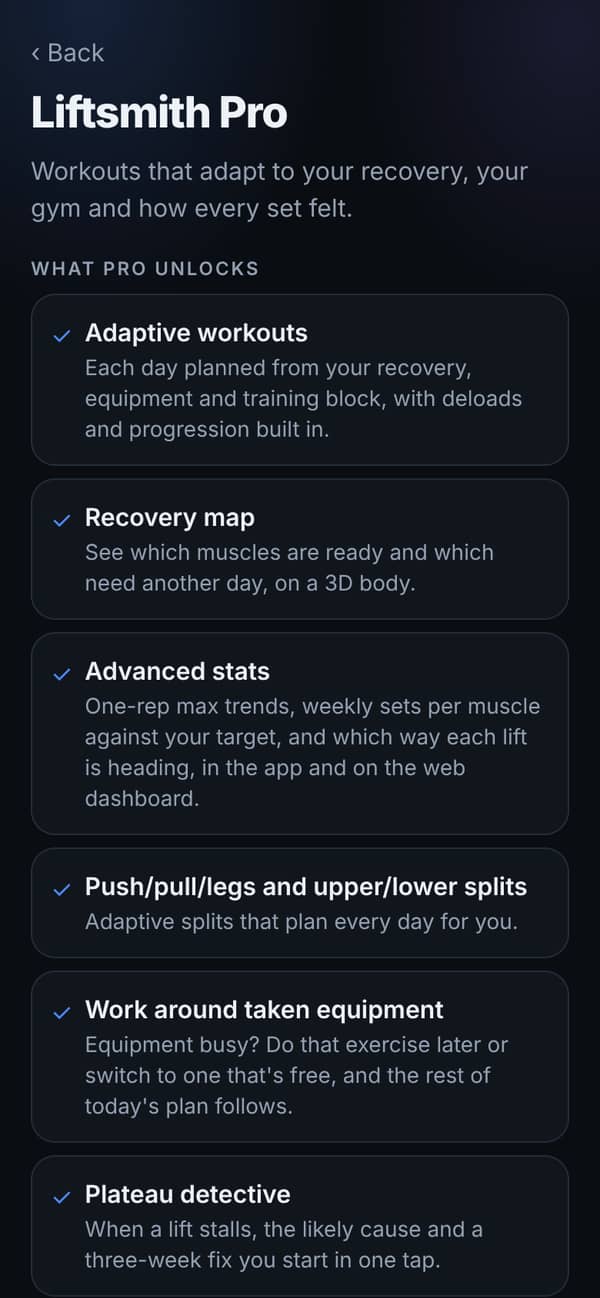 ‹ Back
Liftsmith Pro
Workouts that adapt to your recovery, your
gym and how every set felt.
WHAT PRO UNLOCKS
Adaptive workouts
Each day planned from your recovery,
equipment and training block, with deloads
and progression built in.
Recovery map
See which muscles are ready and which
need another day, on a 3D body.
Advanced stats
One-rep max trends, weekly sets per muscle
against your target, and which way each lift
is heading, in the app and on the web
dashboard.
Push/pull/legs and upper/lower splits
Adaptive splits that plan every day for you.
Work around taken equipment
Equipment busy? Do that exercise later or
switch to one that's free, and the rest of
today's plan follows.
Plateau detective
When a lift stalls, the likely cause and a
three-week fix you start in one tap.